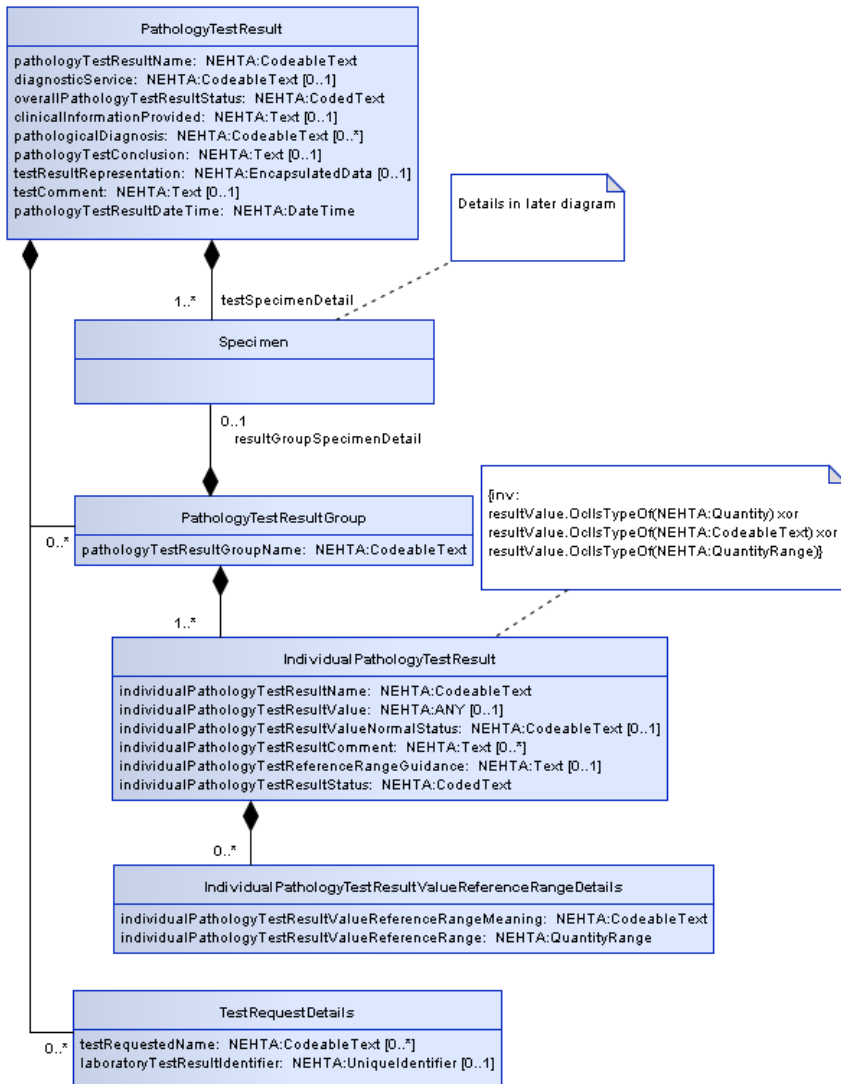 PathologyTestResult
pathologyTestResultName: NEHTA:CodeableText
diagnosticService: NEHTA:CodeableText [0..1]
overallPathologyTestResultStatus: NEHTA:CodedText
clinicalInformationProvided: NEHTA:Text [0..1]
pathologicalDiagnosis: NEHTA:CodeableText [0..*]
pathologyTestConclusion: NEHTA:Text [0..1]
testResultRepresentation: NEHTA:EncapsulatedData [0..1]
testComment: NEHTA:Text [0..1]
pathologyTestResultDateTime: NEHTA:DateTime
Details in later diagram
1..*
testSpecimenDetail
Specimen
0..1
resultGroupSpecimenDetail
{inv:
resultValue.OclIsTypeOf(NEHTA:Quantity) xor
resultValue.OclIsTypeOf(NEHTA:CodeableText) xor
resultValue.OclIsTypeOf(NEHTA:QuantityRange)}
PathologyTestResultGroup
0..*
pathologyTestResultGroupName: NEHTA:CodeableText
1..*
IndividualPathologyTestResult
individualPathologyTestResultName: NEHTA:CodeableText
individualPathologyTestResultValue: NEHTA:ANY [0..1]
individualPathologyTestResultValueNormalStatus: NEHTA:CodeableText [0..1]
individualPathologyTestResultComment: NEHTA:Text [0..*]
individualPathologyTestReferenceRangeGuidance: NEHTA:Text [0..1]
individualPathologyTestResultStatus: NEHTA:CodedText
0..*
IndividualPathologyTestResultValueReferenceRangeDetails
individualPathologyTestResultValueReferenceRangeMeaning: NEHTA:CodeableText
individualPathologyTestResultValueReferenceRange: NEHTA:QuantityRange
TestRequestDetails
0..*
testRequestedName: NEHTA:CodeableText [0..*]
laboratoryTestResultIdentifier: NEHTA:UniqueIdentifier [0..1]